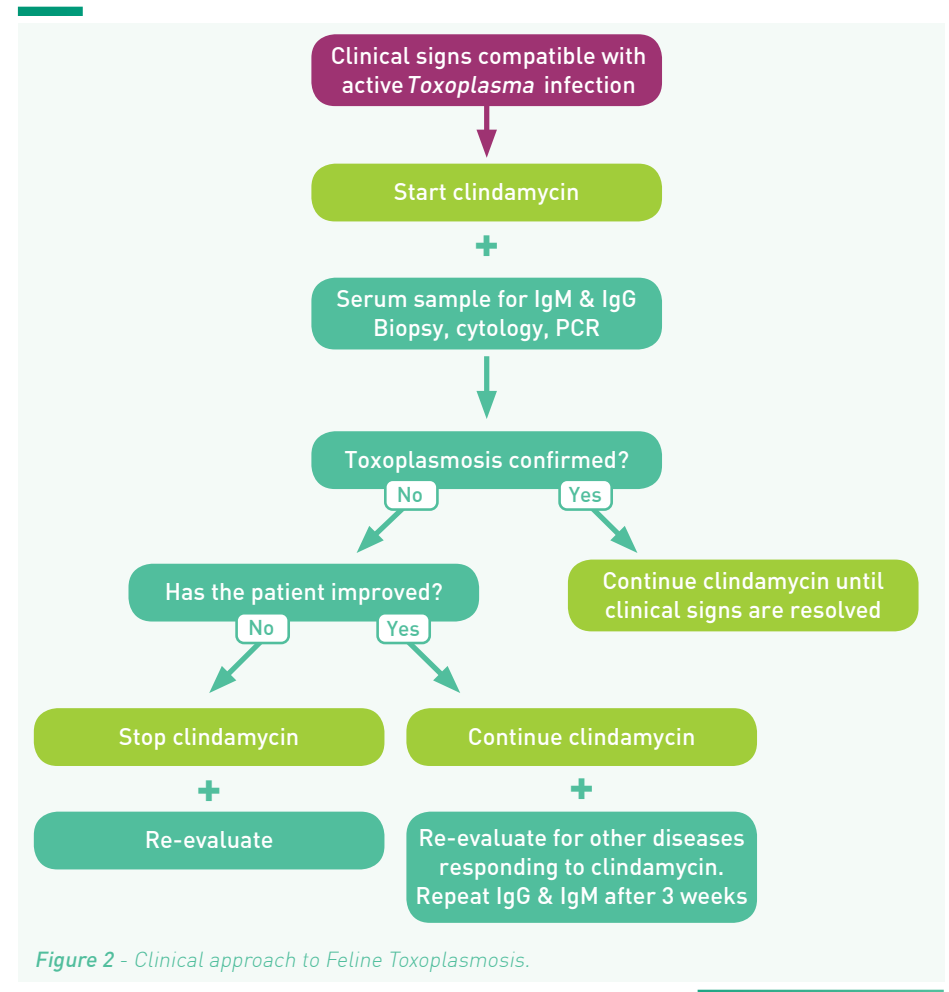 Clinical signs compatible with
active Toxoplasma infection
Start clindamycin
+
Serum sample for IgM & IgG
Biopsy, cytology, PCR
Toxoplasmosis confirmed?
No
Yes
Has the patient improved?
Continue clindamycin until
clinical signs are resolved
No
Yes
Stop clindamycin
Continue clindamycin
+
+
Re-evaluate
Re-evaluate for other diseases
responding to clindamycin.
Repeat IgG & IgM after 3 weeks
Figure 2 - Clinical approach to Feline Toxoplasmosis.